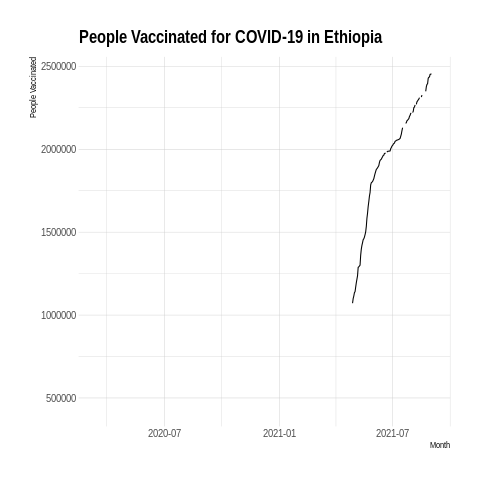 People Vaccinated for COVID-19 in Ethiopia
People Vaccinated
2500000
2000000
1500000
1000000
500000
2020-07 2021-01 2021-07
Month